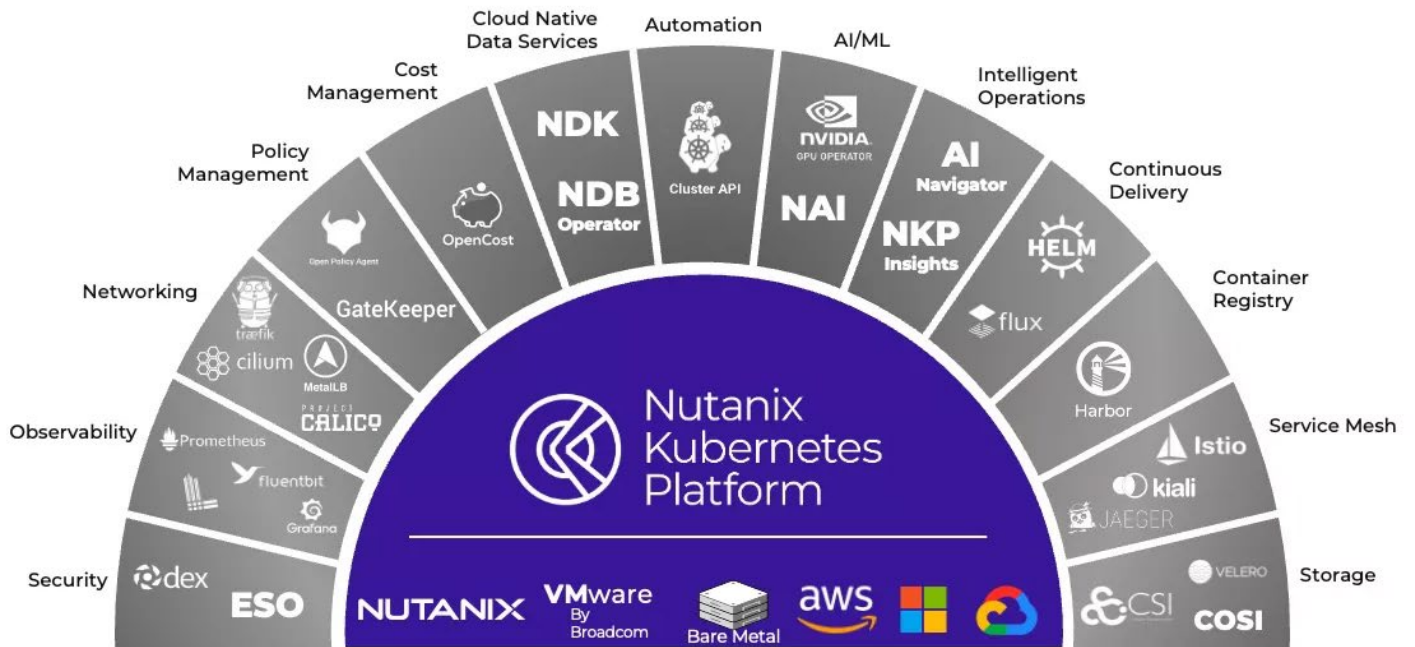 Cloud Native
Data Services
Automation
AI/ML
Cost
Management
Intelligent
Operations
Policy
Management
Continuous
Delivery
Networking
Container
Registry
Observability
Service Mesh
Security
Storage
dex
ESO
Prometheus
fluentbit
Grafana
træfik
cilium
MetalLB
PROJECT
CALICO
Open Policy Agent
GateKeeper
OpenCost
NDK
NDB
Operator
Cluster API
NVIDIA.
GPU OPERATOR
NAI
AI
Navigator
NKP
Insights
HELM
flux
Harbor
Istio
kiali
JAEGER
VELERO
CSI
COSI
Nutanix
Kubernetes
Platform
NUTANIX
VMware
By
Broadcom
Bare Metal
aws